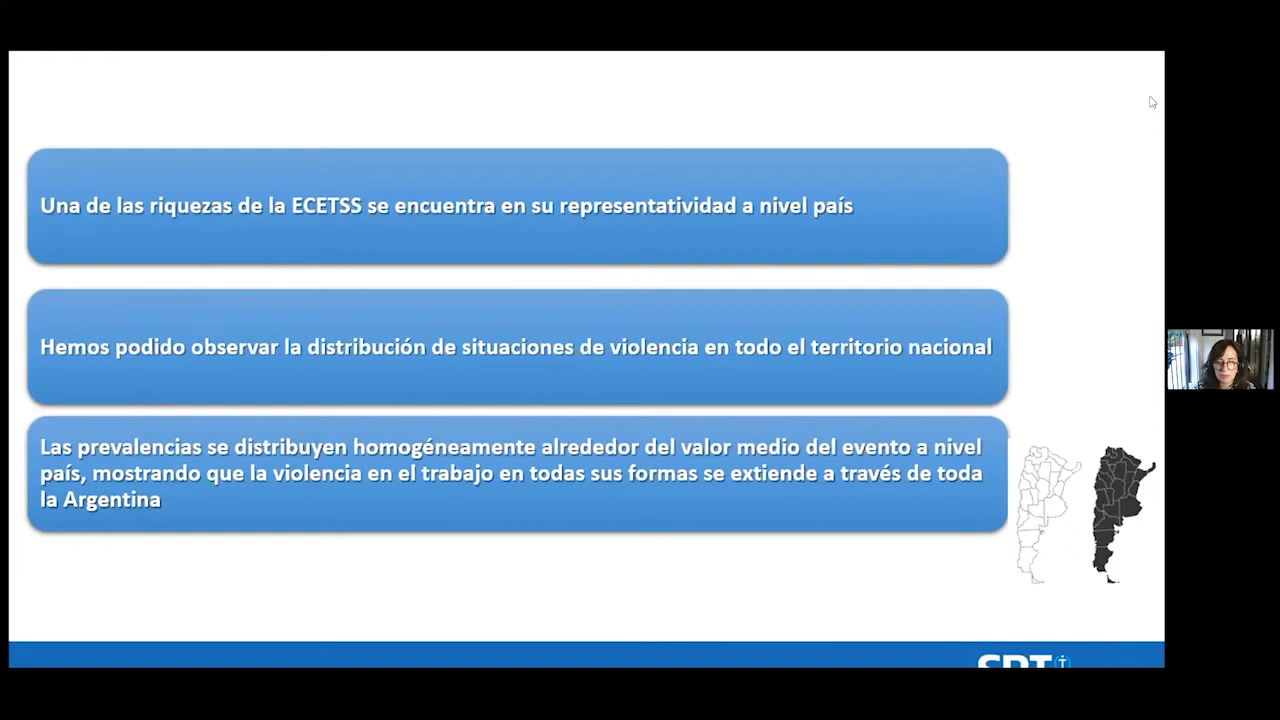 Una de las riquezas de la ECETSS se encuentra en su representatividad a nivel país
Hemos podido observar la distribución de situaciones de violencia en todo el territorio nacional
Las prevalencias se distribuyen homogéneamente alrededor del valor medio del evento a nivel
país, mostrando que la violencia en el trabajo en todas sus formas se extiende a través de toda
la Argentina
SRT